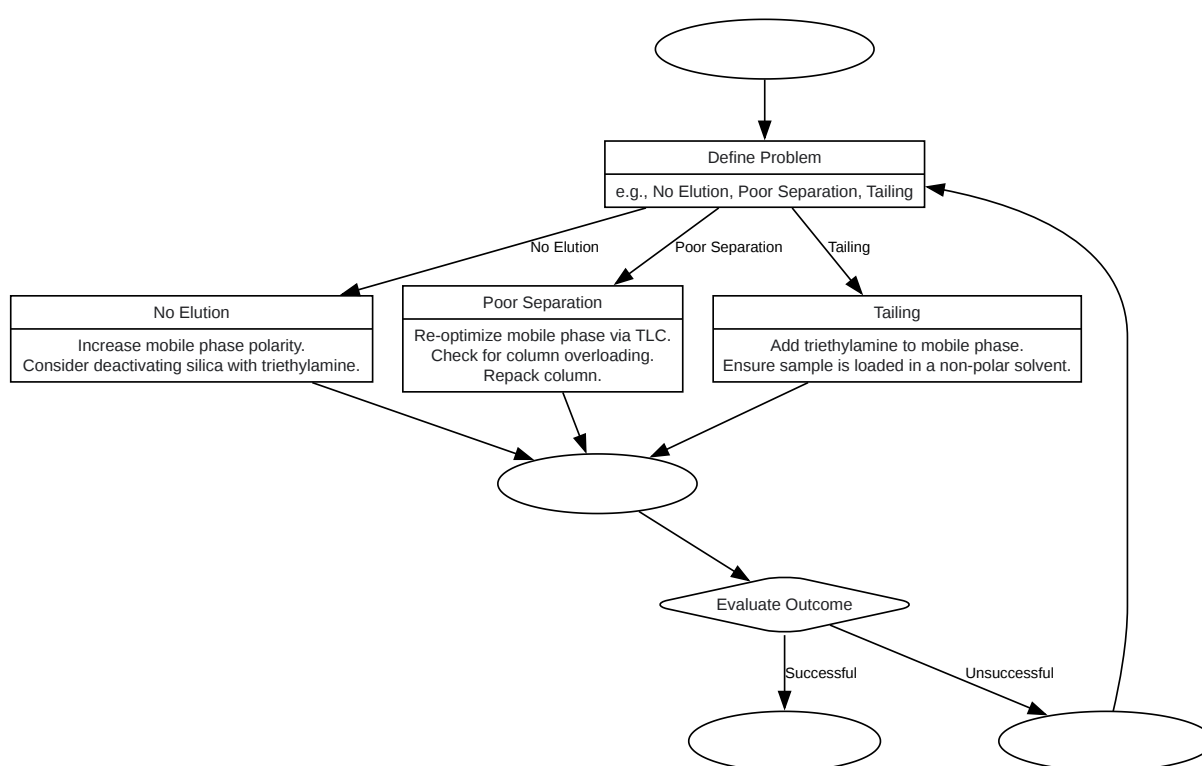 Define Problem
e.g., No Elution, Poor Separation, Tailing
No Elution
Poor Separation
Tailing
No Elution
Increase mobile phase polarity.
Consider deactivating silica with triethylamine.
Poor Separation
Re-optimize mobile phase via TLC.
Check for column overloading.
Repack column.
Tailing
Add triethylamine to mobile phase.
Ensure sample is loaded in a non-polar solvent.
Evaluate Outcome
Successful
Unsuccessful